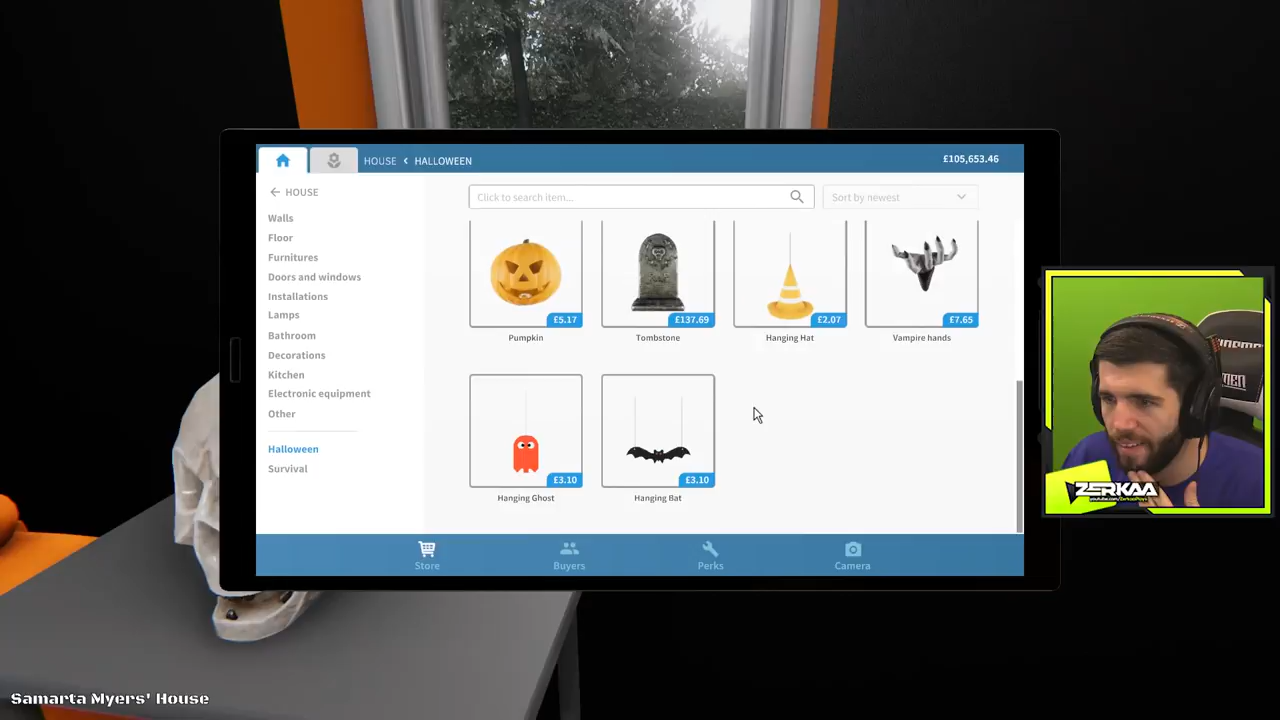 HOUSE < HALLOWEEN
£105,653.46
← HOUSE
Click to search item...
Sort by newest
Walls
Floor
Furnitures
Doors and windows
Installations
Lamps
Bathroom
Decorations
Kitchen
Electronic equipment
Other
Halloween
Survival
£5.17
£137.69
£2.07
£7.65
Pumpkin
Tombstone
Hanging Hat
Vampire hands
£3.10
£3.10
Hanging Ghost
Hanging Bat
Store
Buyers
Perks
Camera
ZERKAA
Samarta Myers' House